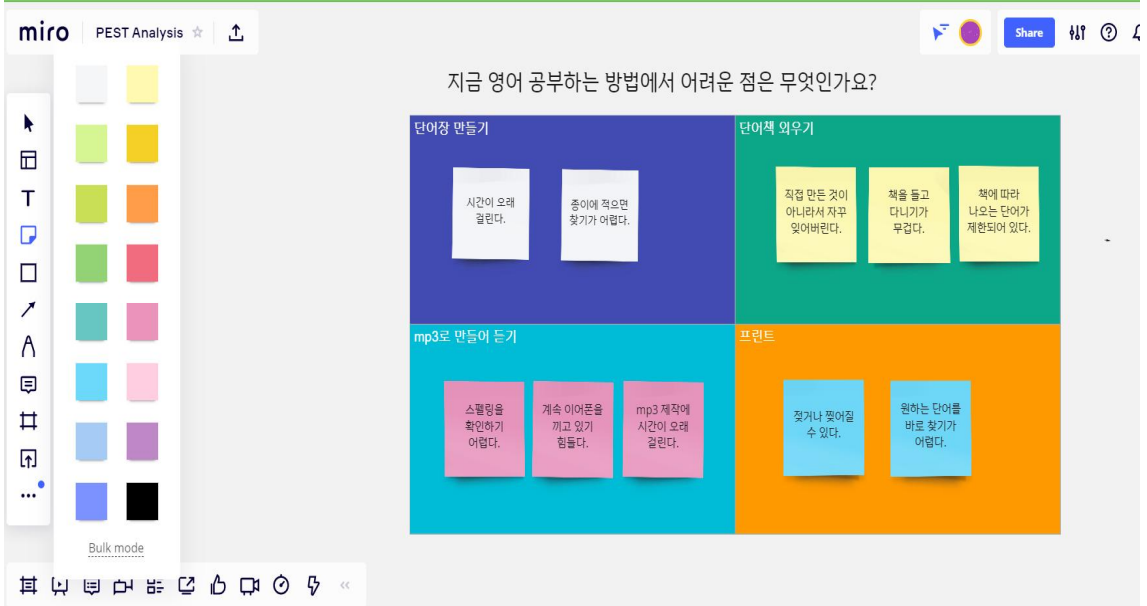 miro PEST Analysis
Share
지금 영어 공부하는 방법에서 어려운 점은 무엇인가요?
단어장 만들기
시간이 오래
걸린다.
종이에 적으면
찾기가 어렵다.
단어책 외우기
직접 만든 것이
아니라서 자꾸
잊어버린다.
책을 들고
다니기가
무겁다.
책에 따라
나오는 단어가
제한되어 있다.
mp3로 만들어 듣기
스펠링을
확인하기
어렵다.
계속 이어폰을
끼고 있기
힘들다.
mp3 제작에
시간이 오래
걸린다.
프린트
젖거나 찢어질
수 있다.
원하는 단어를
바로 찾기가
어렵다.
Bulk mode